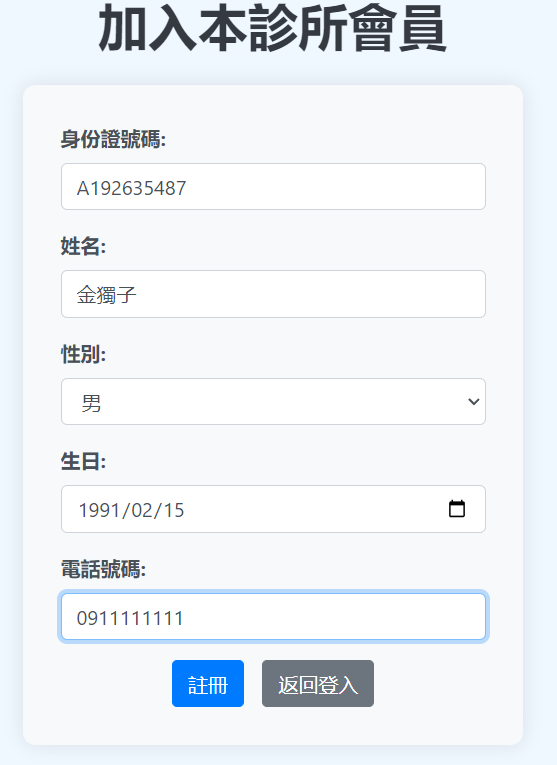 加入本診所會員
身份證號碼:
A192635487
姓名:
金獨子
性別:
男
生日:
1991/02/15
電話號碼:
0911111111
註冊 返回登入